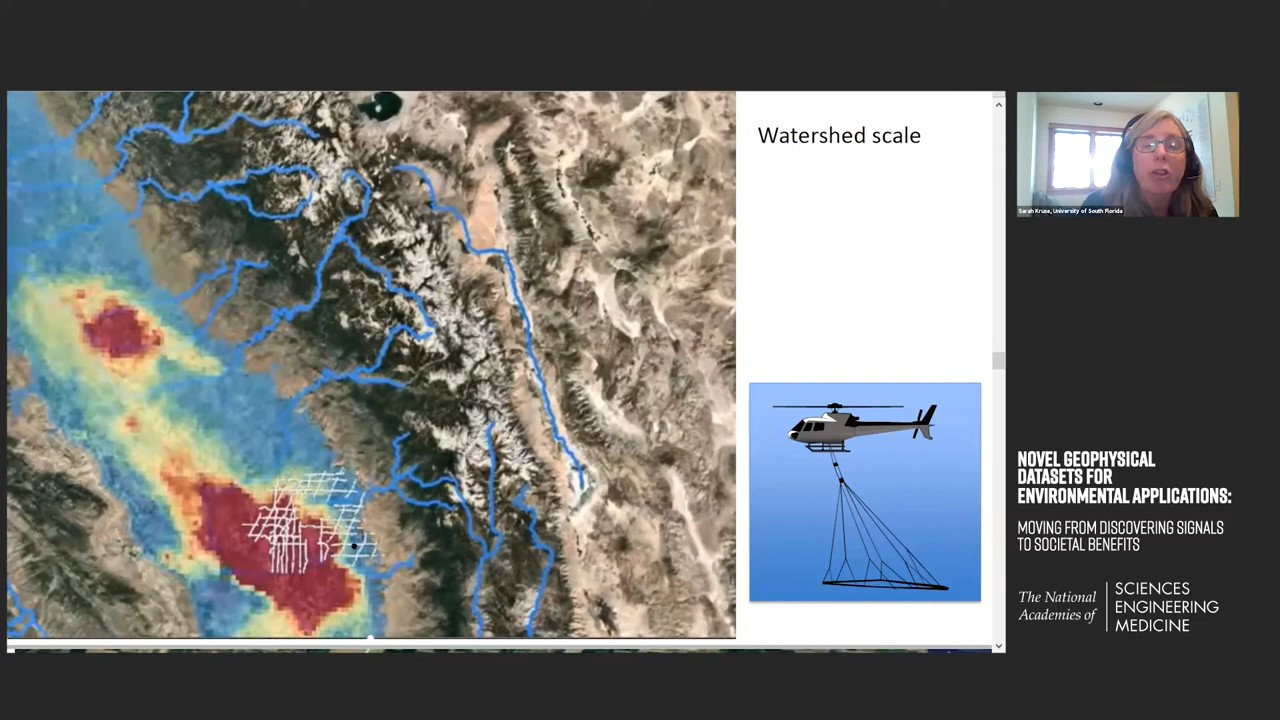 Watershed scale
Sarah Kruse, University of South Florida
NOVEL GEOPHYSICAL
DATASETS FOR
ENVIRONMENTAL APPLICATIONS:
MOVING FROM DISCOVERING SIGNALS
TO SOCIETAL BENEFITS
The National
Academies of
SCIENCES
ENGINEERING
MEDICINE